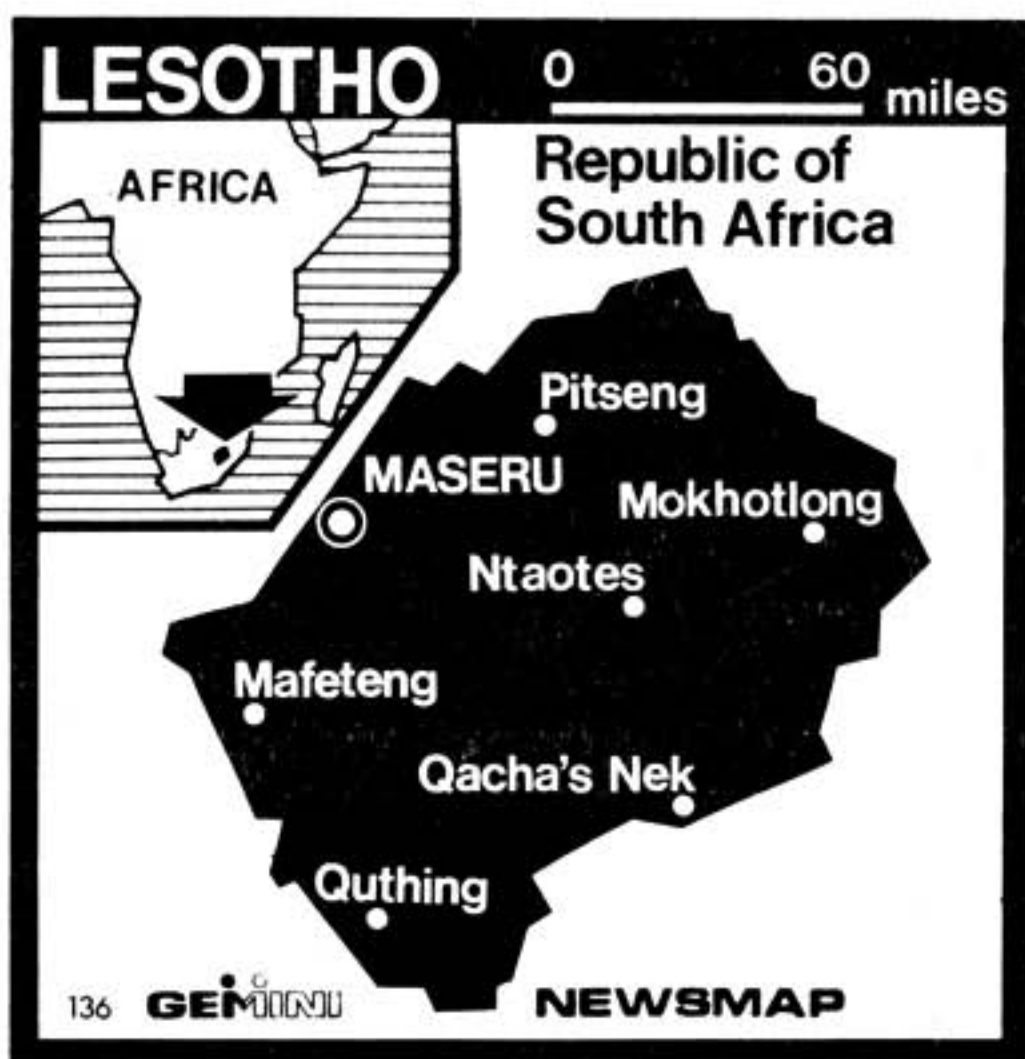 LESOTHO
0 60 miles
AFRICA
Republic of
South Africa
Pitseng
MASERU
Mokhotlong
Ntaotes
Mafeteng
Qacha's Nek
Quthing
136 GEMINI NEWSMAP